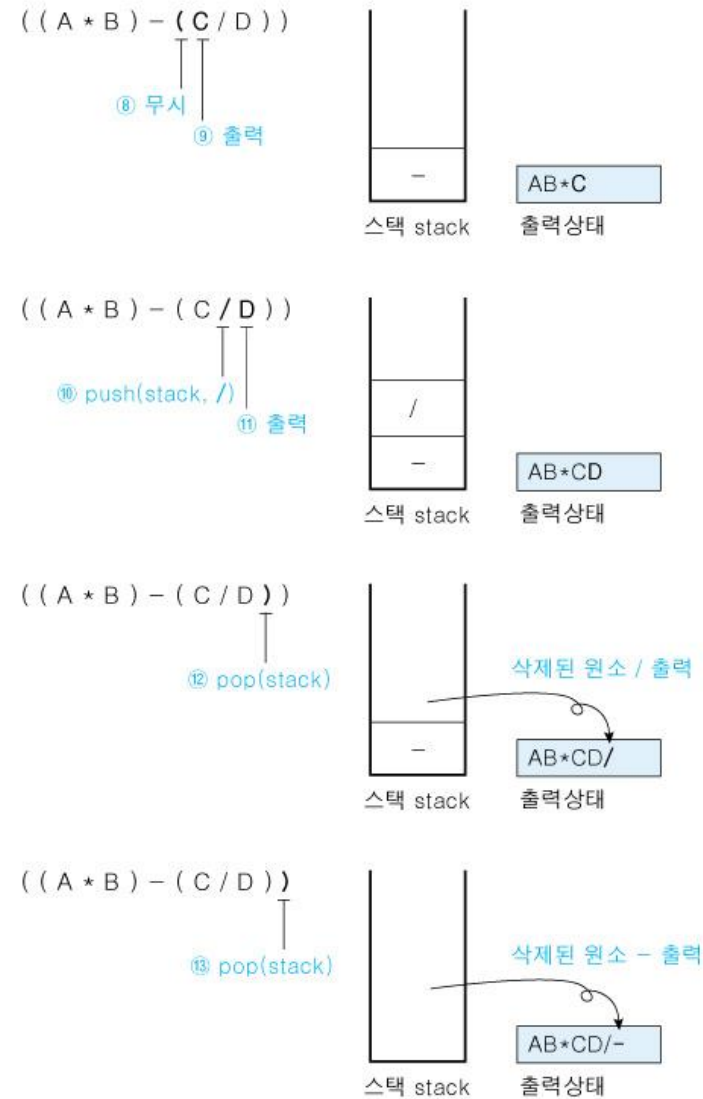 ( ( A * B ) − ( C / D ) )
⑧ 무시
⑨ 출력
−
AB*C
스택 stack
출력상태
( ( A * B ) − ( C / D ) )
⑩ push(stack, /)
⑪ 출력
/
−
AB*CD
스택 stack
출력상태
( ( A * B ) − ( C / D ) )
⑫ pop(stack)
삭제된 원소 / 출력
−
AB*CD/
스택 stack
출력상태
( ( A * B ) − ( C / D ) )
⑬ pop(stack)
삭제된 원소 − 출력
AB*CD/-
스택 stack
출력상태